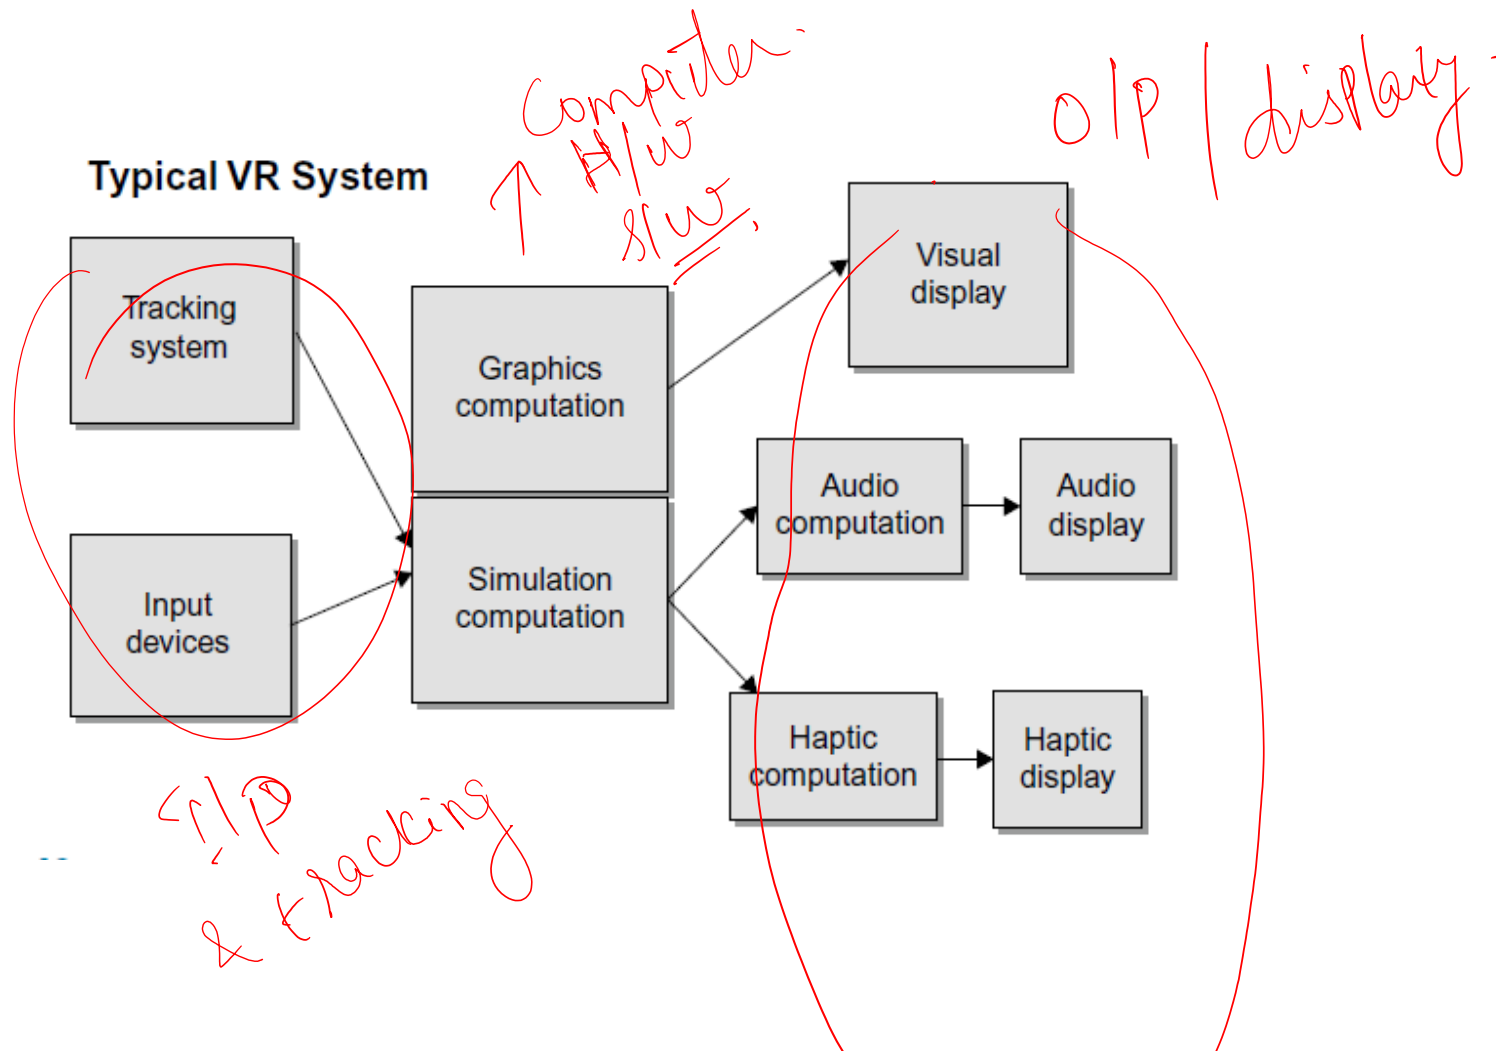 Computer.
H/W
S/W,
O/P / display.
Typical VR System
Tracking
system
Graphics
computation
Visual
display
Audio
computation
Audio
display
Input
devices
Simulation
computation
Haptic
computation
Haptic
display
I/P
& tracking